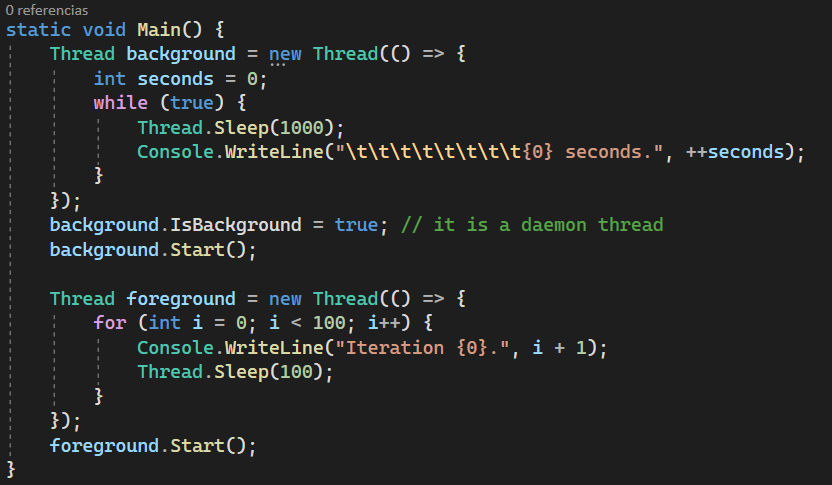 0 referencias
static void Main() {
    Thread background = new Thread(() => {
        int seconds = 0;
        while (true) {
            Thread.Sleep(1000);
            Console.WriteLine("\t\t\t\t\t\t\t\t{0} seconds.", ++seconds);
        }
    });
    background.IsBackground = true; // it is a daemon thread
    background.Start();

    Thread foreground = new Thread(() => {
        for (int i = 0; i < 100; i++) {
            Console.WriteLine("Iteration {0}.", i + 1);
            Thread.Sleep(100);
        }
    });
    foreground.Start();
}